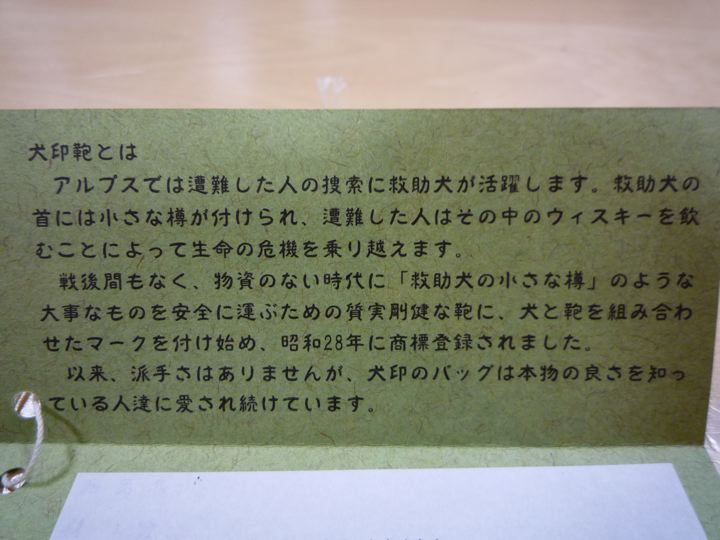 犬印鞄とは
アルプスでは遭難した人の捜索に救助犬が活躍します。救助犬の
首には小さな樽が付けられ、遭難した人はその中のウィスキーを飲
むことによって生命の危機を乗り越えます。
戦後間もなく、物資のない時代に「救助犬の小さな樽」のような
大事なものを安全に運ぶための質実剛健な鞄に、犬と鞄を組み合わ
せたマークを付け始め、昭和28年に商標登録されました。
以来、派手さはありませんが、犬印のバッグは本物の良さを知っ
ている人達に愛され続けています。